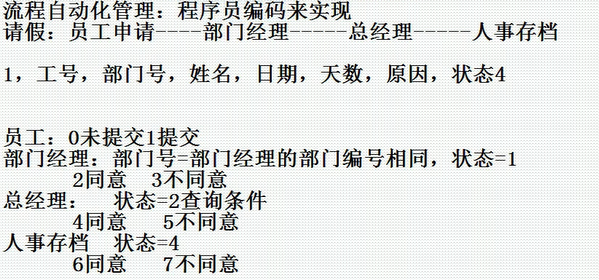 流程自动化管理：程序员编码来实现
请假：员工申请----部门经理-----总经理-----人事存档
1，工号，部门号，姓名，日期，天数，原因，状态4
员工：0未提交1提交
部门经理：部门号=部门经理的部门编号相同，状态=1
2同意 3不同意
总经理： 状态=2查询条件
4同意 5不同意
人事存档 状态=4
6同意 7不同意